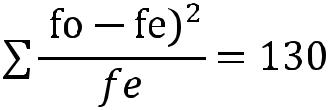 ∑ fo − fe)² / fe = 130